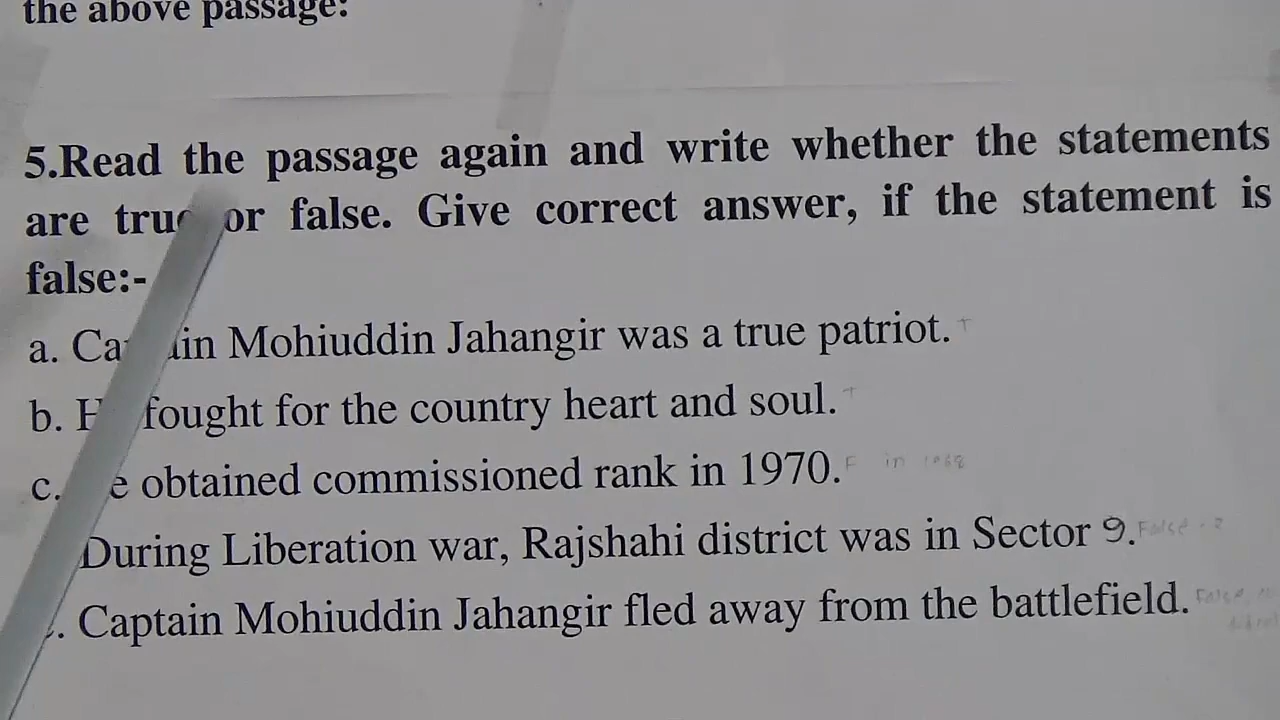 the above passage:
5.Read the passage again and write whether the statements
are true or false. Give correct answer, if the statement is
false:-
a. Captain Mohiuddin Jahangir was a true patriot. T
b. H fought for the country heart and soul. T
c. e obtained commissioned rank in 1970. F in 1968
During Liberation war, Rajshahi district was in Sector 9. False
. Captain Mohiuddin Jahangir fled away from the battlefield. False,